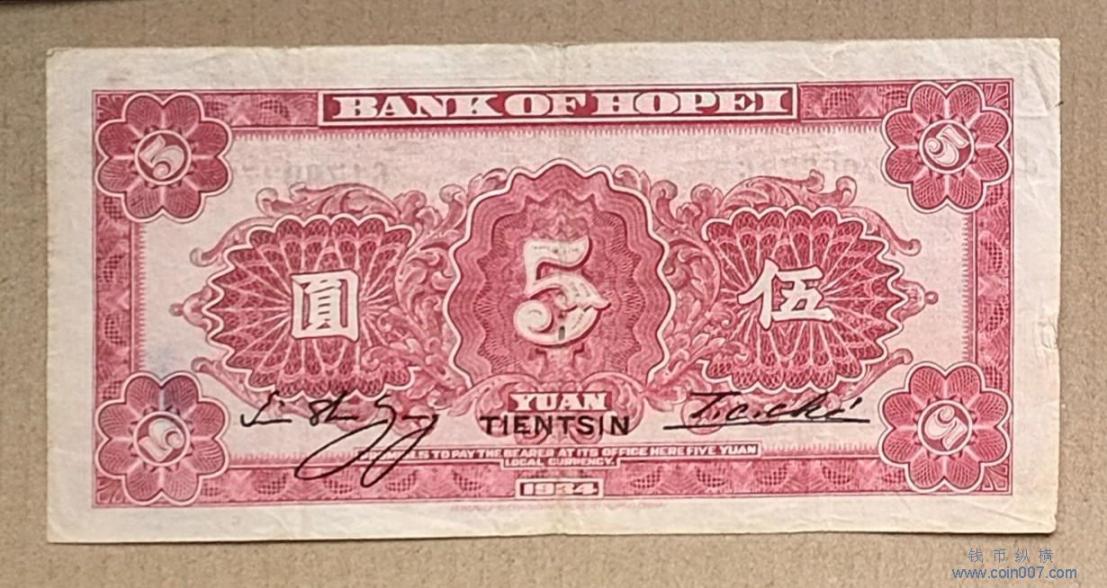 BANK OF HOPEI
5 5
圓 5 伍
YUAN
TIENTSIN
TO PAY THE BEARER AT ITS OFFICE HERE FIVE YUAN
LOCAL CURRENCY.
5 5
1934
钱币纵横
www.coin007.com